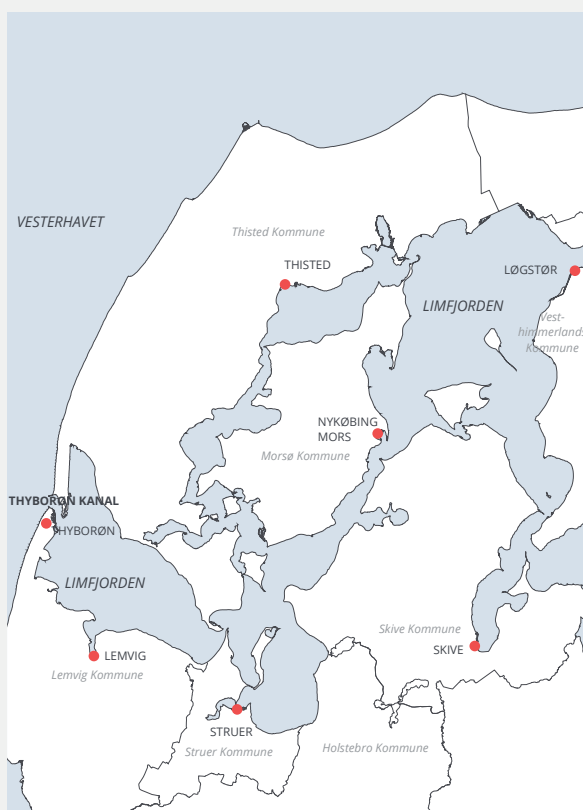 VESTERHAVET
Thisted Kommune
THISTED
LØGSTØR
LIMFJORDEN
Vest-
himmerlands
Kommune
NYKØBING
MORS
Morsø Kommune
THYBORØN KANAL
HYBORØN
LIMFJORDEN
Skive Kommune
SKIVE
LEMVIG
Lemvig Kommune
STRUER
Struer Kommune
Holstebro Kommune